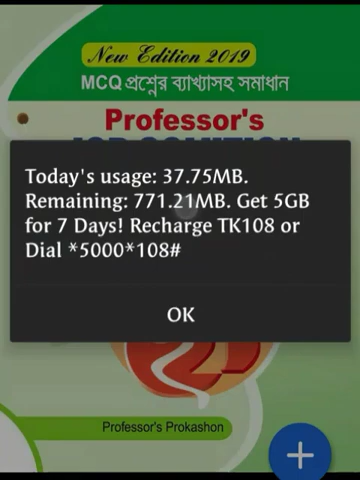 New Edition 2019
MCQ প্রশ্নের ব্যাখ্যাসহ সমাধান
Professor's
Today's usage: 37.75MB.
Remaining: 771.21MB. Get 5GB
for 7 Days! Recharge TK108 or
Dial *5000*108#
OK
Professor's Prokashon